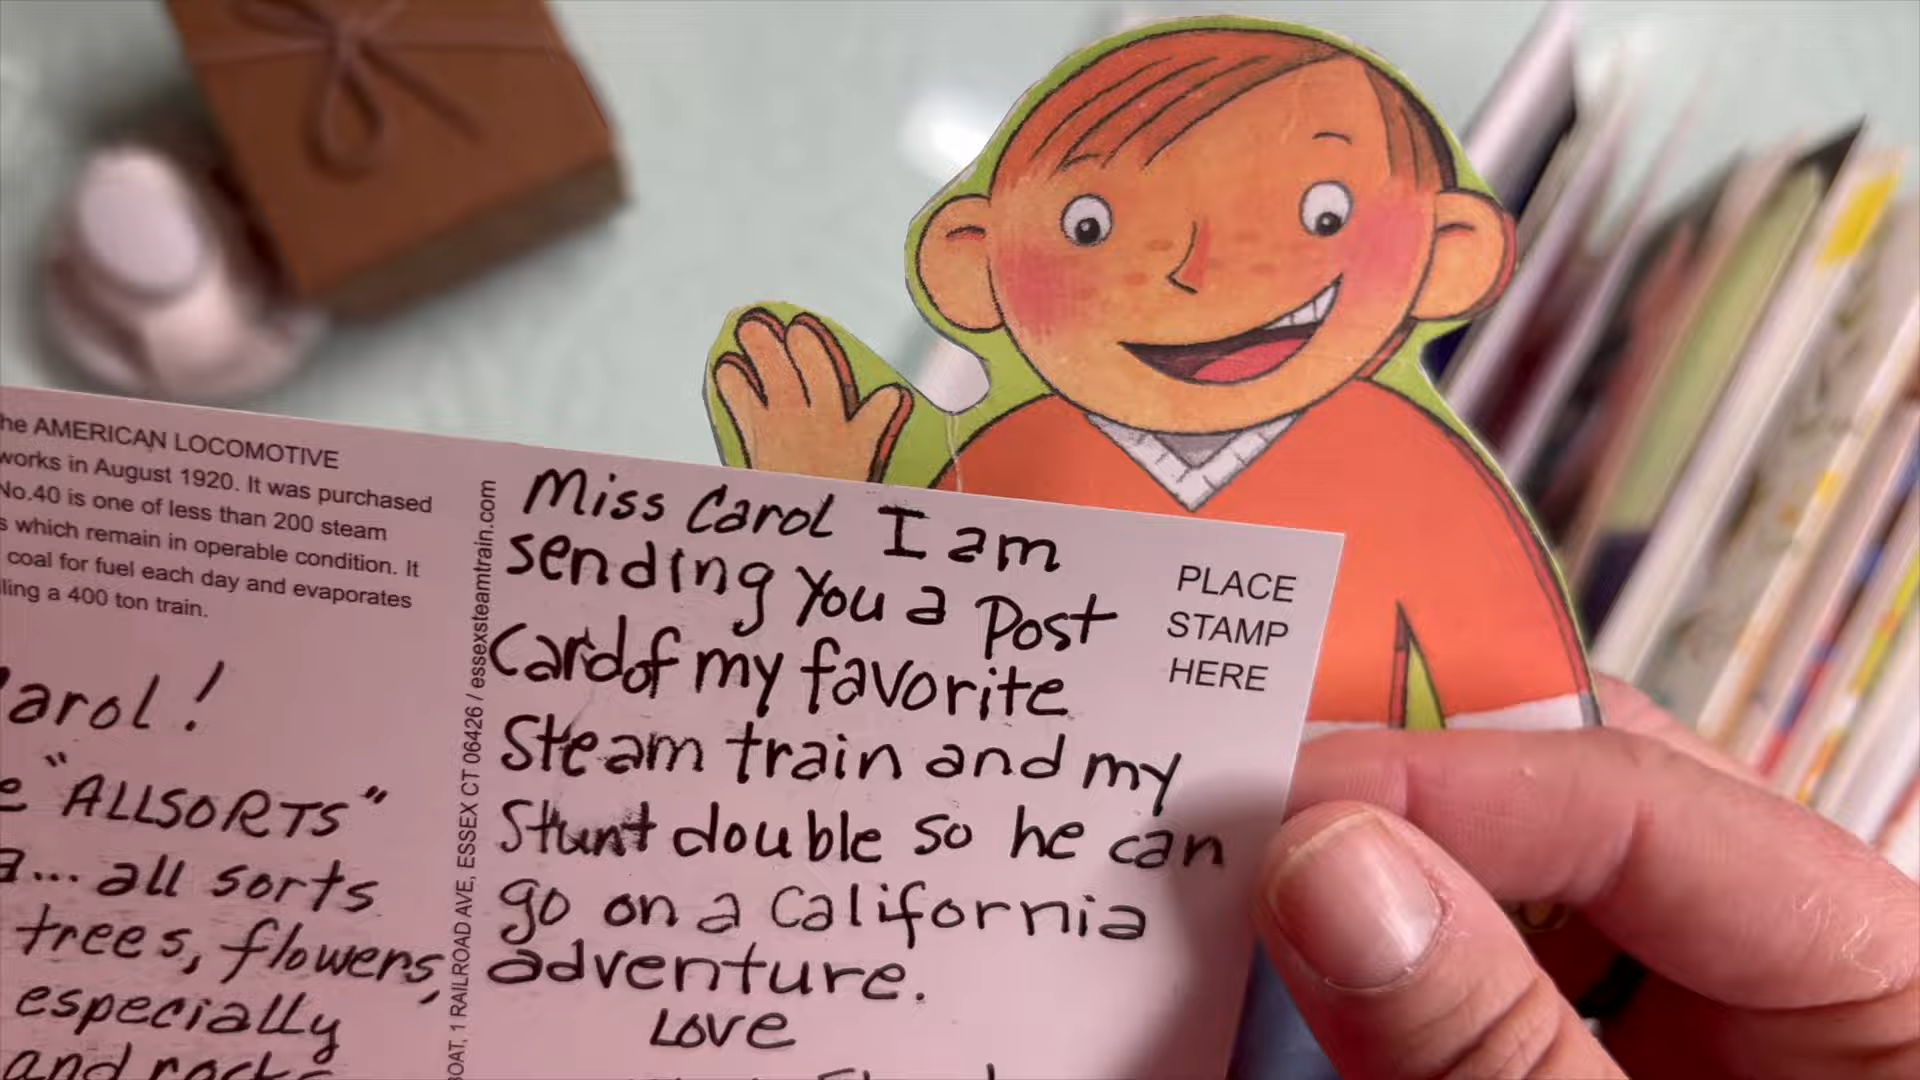 he AMERICAN LOCOMOTIVE
works in August 1920. It was purchased
No.40 is one of less than 200 steam
s which remain in operable condition. It
coal for fuel each day and evaporates
ling a 400 ton train.
arol!
e "ALLSORTS"
a... all sorts
trees, flowers,
especially
and rocks
OAT, 1 RAILROAD AVE, ESSEX CT 06426 / essexsteamtrain.com
Miss Carol I am
sending you a Post
Card of my favorite
Steam train and my
Stunt double so he can
go on a California
adventure.
Love
PLACE
STAMP
HERE